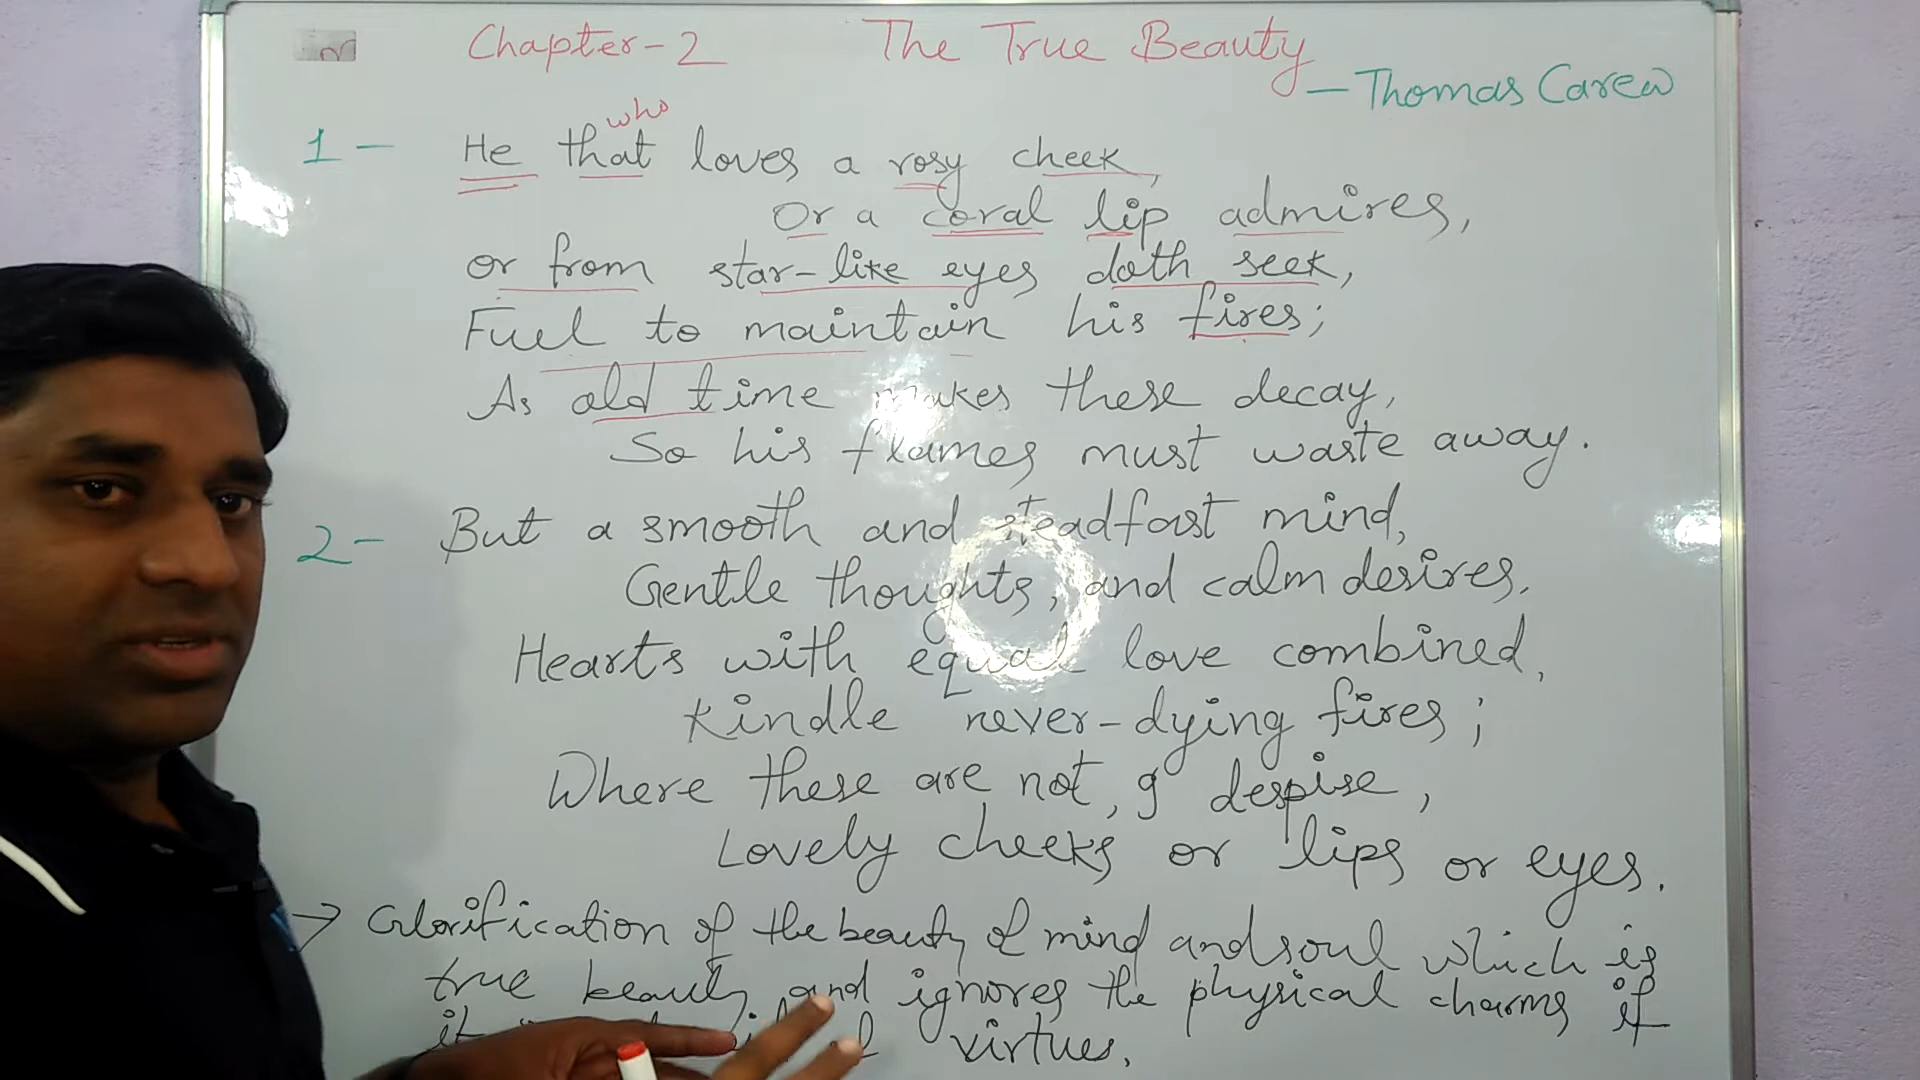 Chapter-2 The True Beauty
- Thomas Carew
who
1- He that loves a rosy cheek,
Or a coral lip admires,
or from star-like eyes doth seek,
Fuel to maintain his fires;
As old time makes these decay,
So his flames must waste away.
2- But a smooth and steadfast mind,
Gentle thoughts, and calm desires,
Hearts with equal love combined,
Kindle never-dying fires;
Where these are not, I despise,
Lovely cheeks or lips or eyes.
→ Glorification of the beauty of mind and soul which is
true beauty and ignores the physical charms if
it virtues.